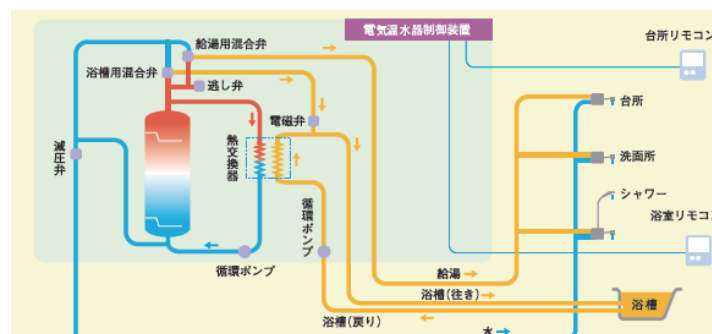 電気温水器制御装置
台所リモコン
給湯用混合弁
浴槽用混合弁
逃し弁
電磁弁
減圧弁
熱交換器
台所
洗面所
シャワー
浴室リモコン
循環ポンプ
循環ポンプ
給湯
浴槽(往き)
浴槽
浴槽(戻り)
水